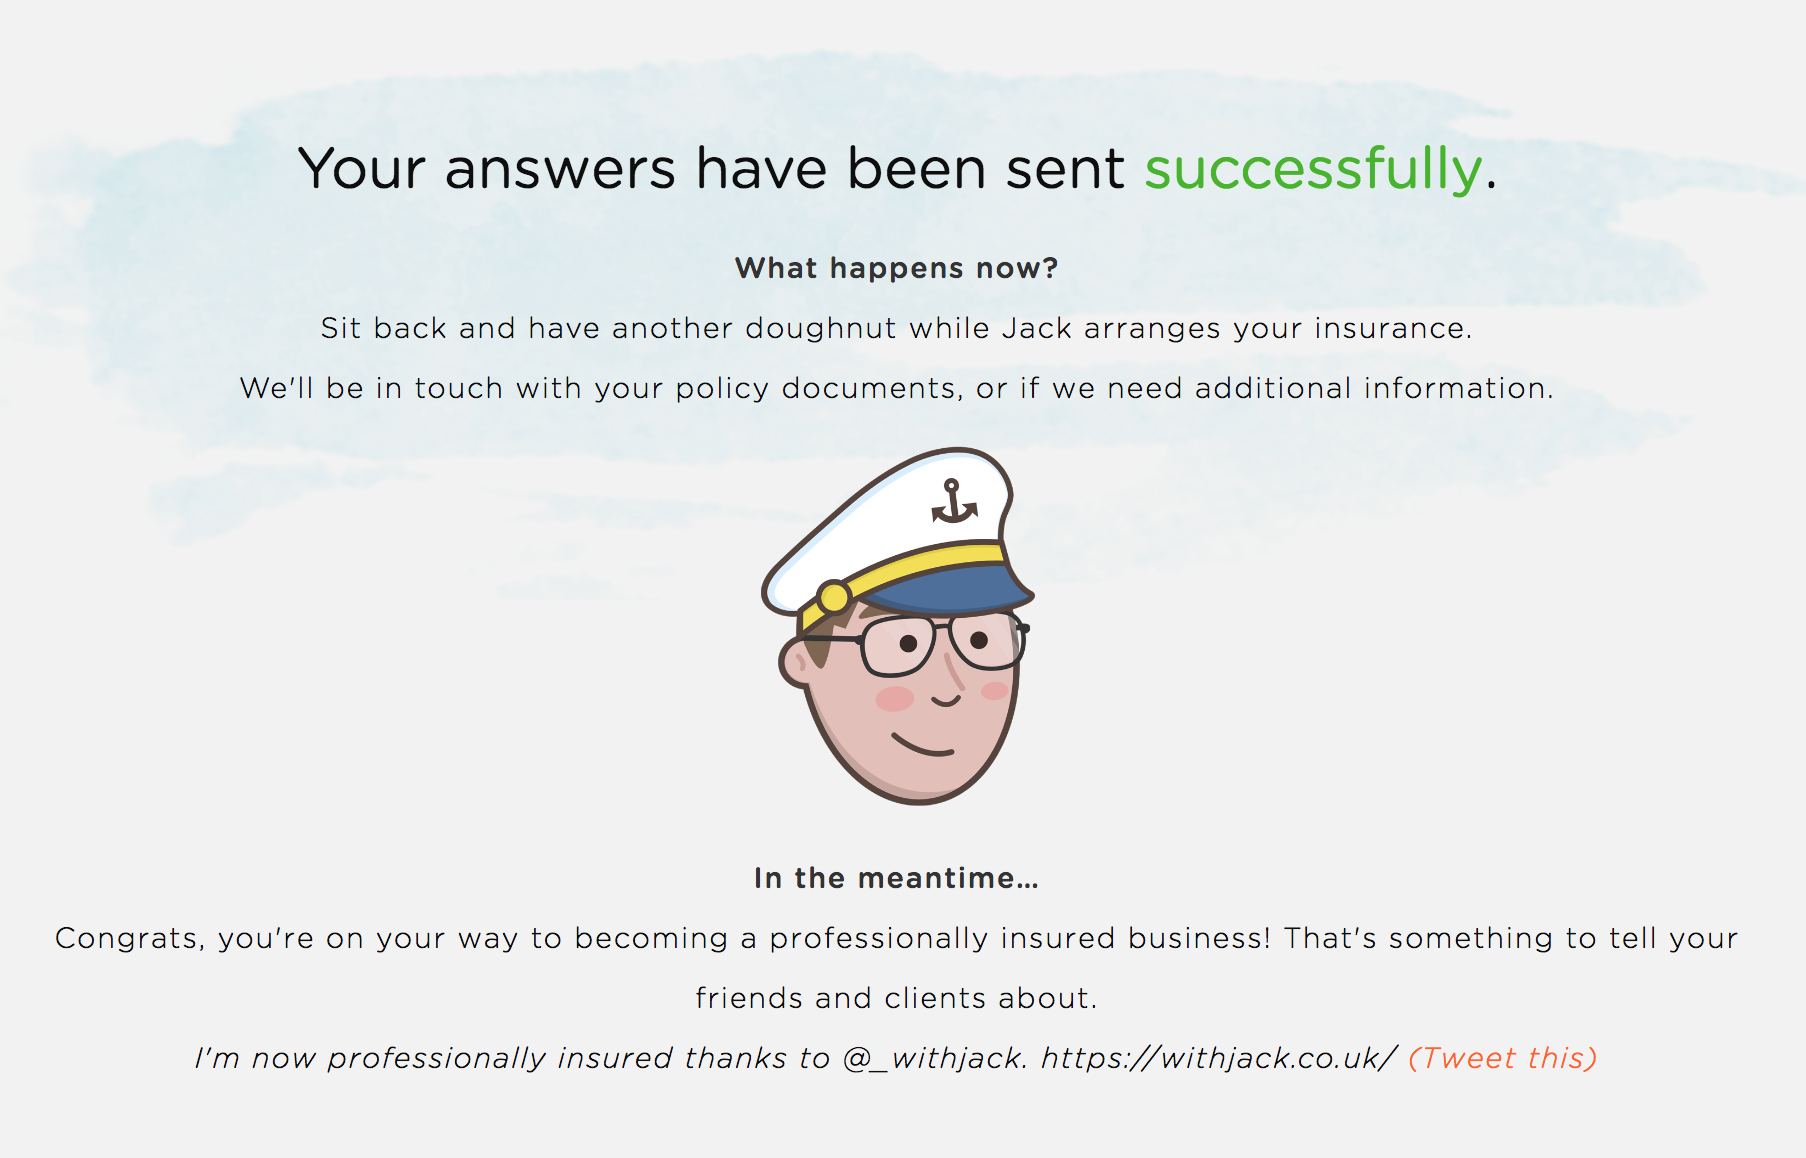 Your answers have been sent successfully.
What happens now?
Sit back and have another doughnut while Jack arranges your insurance.
We'll be in touch with your policy documents, or if we need additional information.
In the meantime...
Congrats, you're on your way to becoming a professionally insured business! That's something to tell your
friends and clients about.
I'm now professionally insured thanks to @_withjack. https://withjack.co.uk/ (Tweet this)